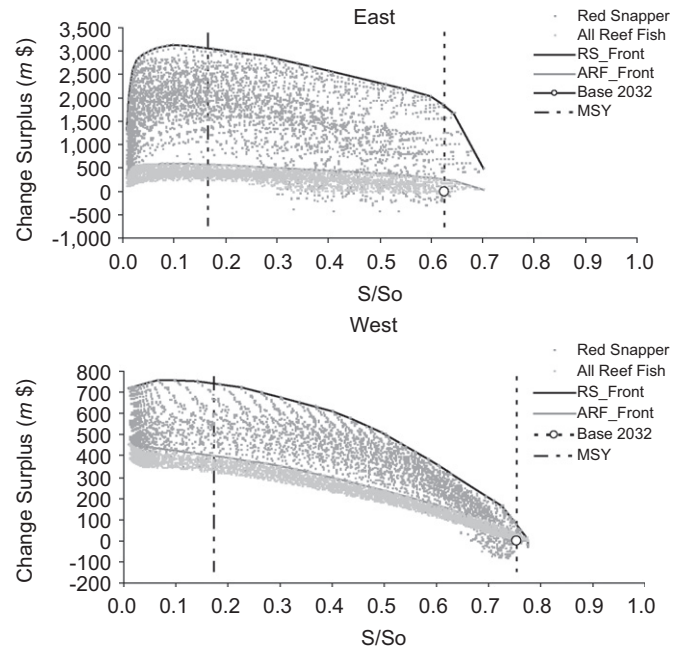 East
Red Snapper
All Reef Fish
RS_Front
ARF_Front
Base 2032
MSY
Change Surplus (m $)
3,500
3,000
2,500
2,000
1,500
1,000
500
0
-500
-1,000
0.0 0.1 0.2 0.3 0.4 0.5 0.6 0.7 0.8 0.9 1.0
S/So
West
Red Snapper
All Reef Fish
RS_Front
ARF_Front
Base 2032
MSY
Change Surplus (m $)
800
700
600
500
400
300
200
100
0
-100
-200
0.0 0.1 0.2 0.3 0.4 0.5 0.6 0.7 0.8 0.9 1.0
S/So